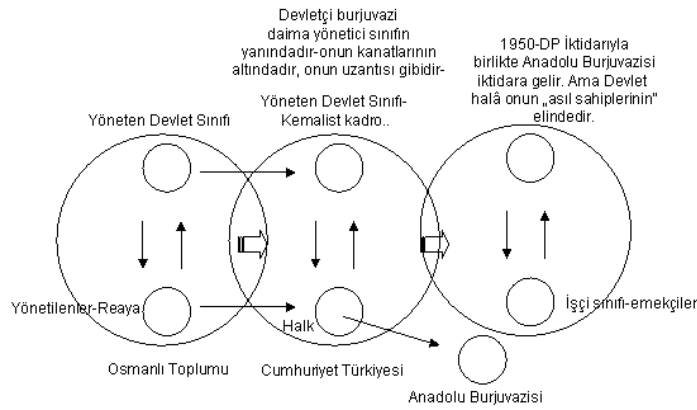 Devletçi burjuvazi
daima yönetici sınıfın
yanındadır-onun kanatlarının
altındadır, onun uzantısı gibidir-
1950-DP İktidarıyla
birlikte Anadolu Burjuvazisi
iktidara gelir. Ama Devlet
halâ onun „asıl sahiplerinin”
elindedir.
Yöneten Devlet Sınıfı
Yöneten Devlet Sınıfı-
Kemalist kadro..
Yönetilenler-Reaya
Halk
İşçi sınıfı-emekçiler
Osmanlı Toplumu
Cumhuriyet Türkiyesi
Anadolu Burjuvazisi